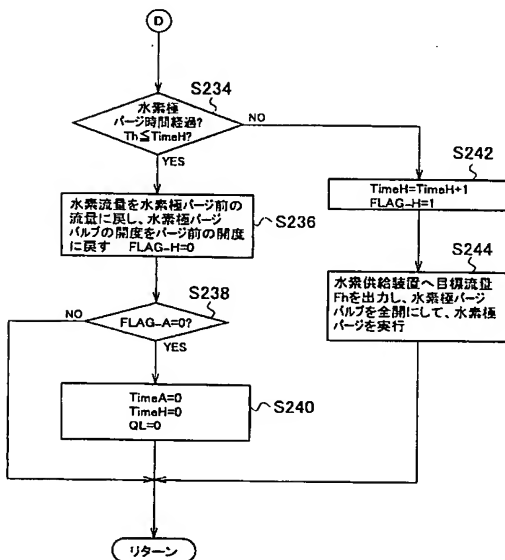 D
S234
水素極
パージ時間経過?
Th≦TimeH?
NO
YES
S242
TimeH=TimeH+1
FLAG-H=1
水素流量を水素極パージ前の
流量に戻し、水素極パージ
バルブの開度をパージ前の開度
に戻す FLAG-H=0
S236
S244
水素供給装置へ目標流量
Fhを出力し、水素極パージ
バルブを全開にして、水素極
パージを実行
S238
NO
FLAG-A=0?
YES
TimeA=0
TimeH=0
QL=0
S240
リターン